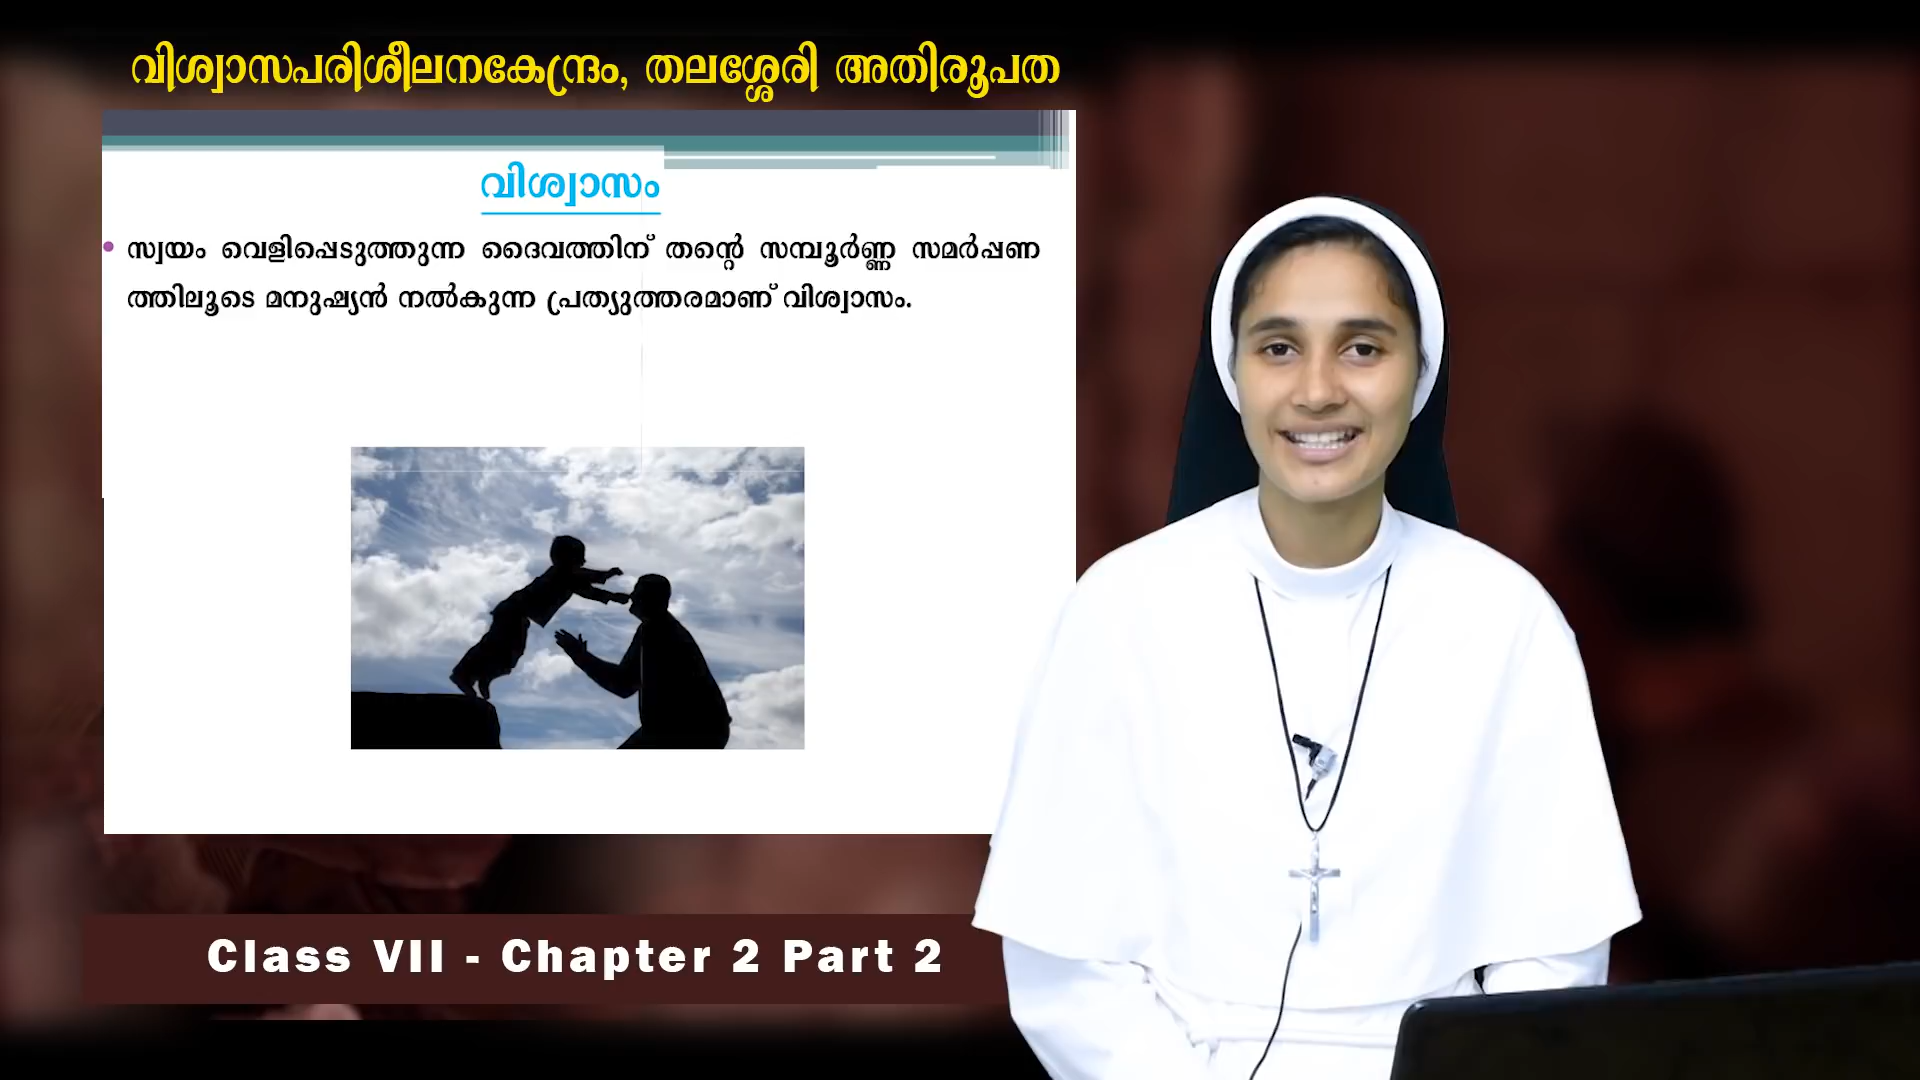 വിശ്വാസപരിശീലനകേന്ദ്രം, തലശ്ശേരി അതിരൂപത
വിശ്വാസം
• സ്വയം വെളിപ്പെടുത്തുന്ന ദൈവത്തിന് തന്റെ സമ്പൂർണ്ണ സമർപ്പണ
ത്തിലൂടെ മനുഷ്യൻ നൽകുന്ന പ്രത്യുത്തരമാണ് വിശ്വാസം.
Class VII - Chapter 2 Part 2